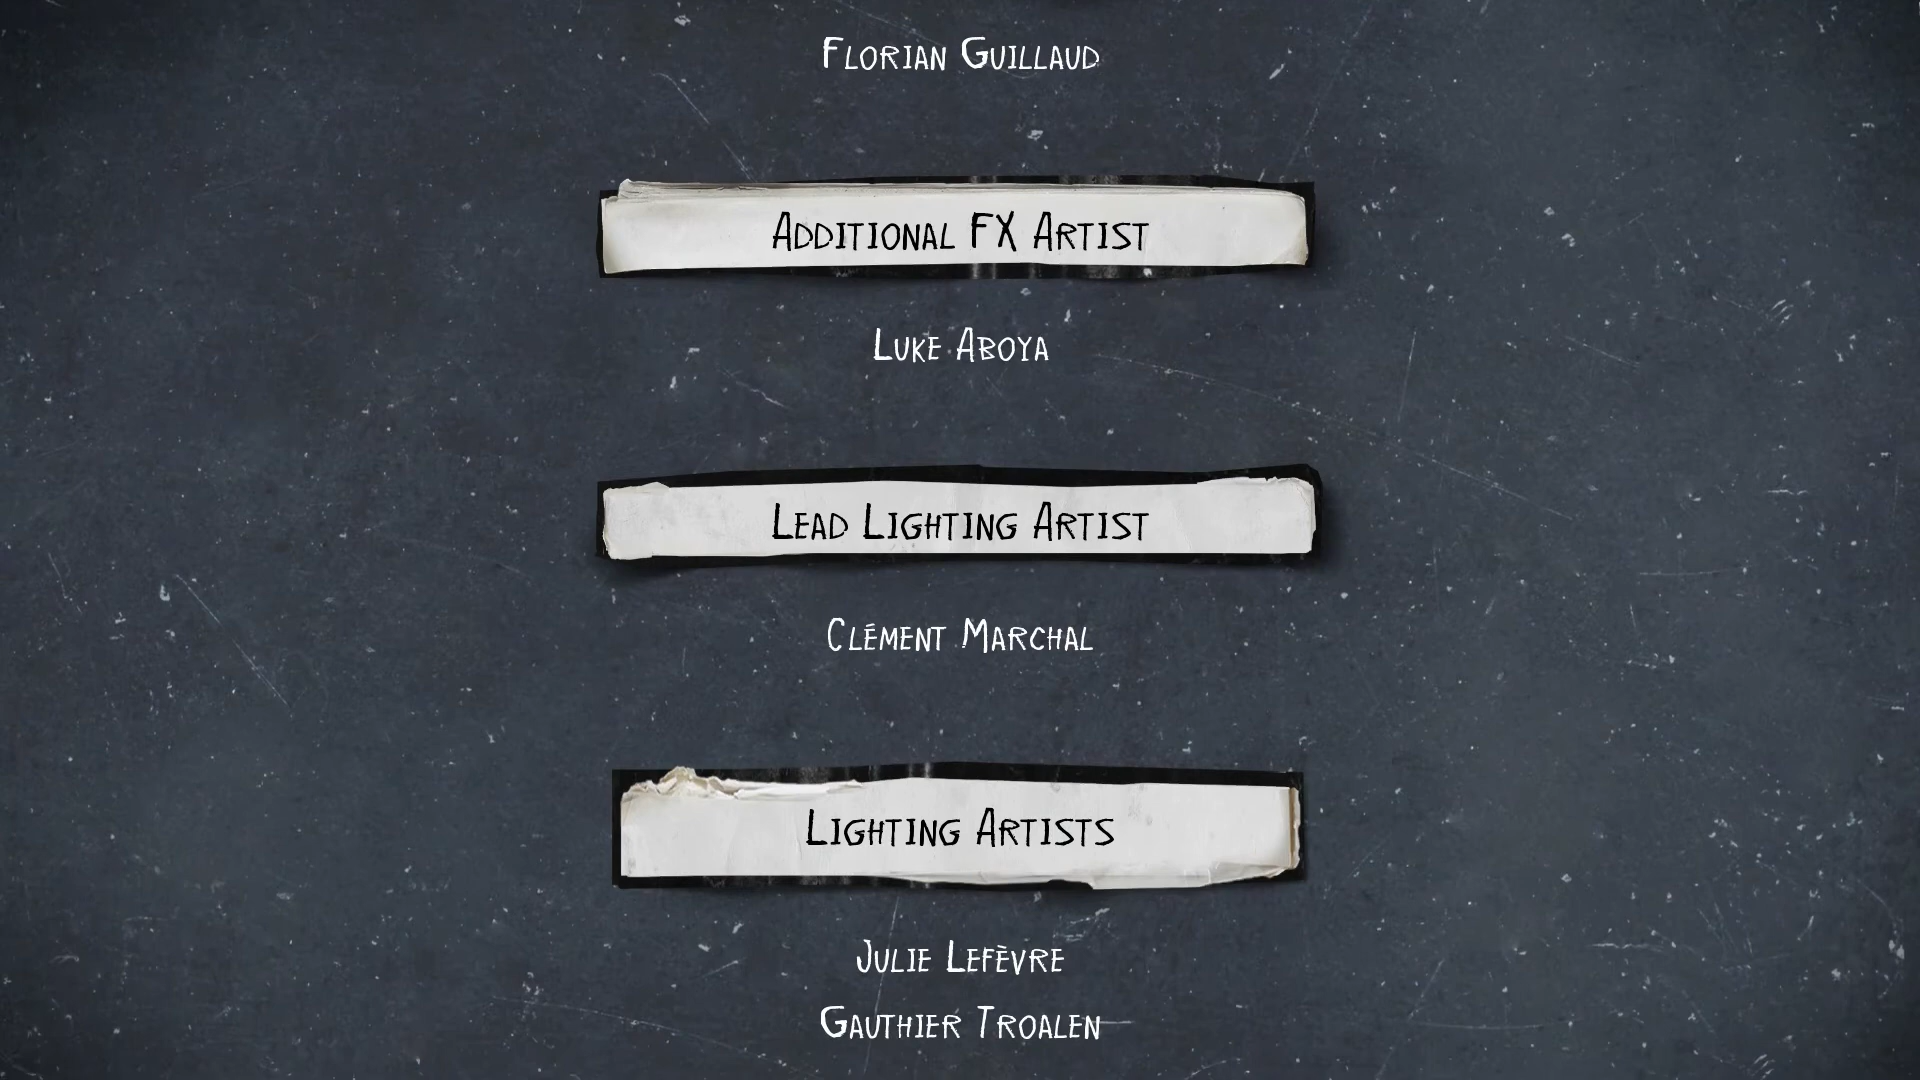 Florian Guillaud
Additional FX Artist
Luke Aboya
Lead Lighting Artist
Clément Marchal
Lighting Artists
Julie Lefèvre
Gauthier Troalen